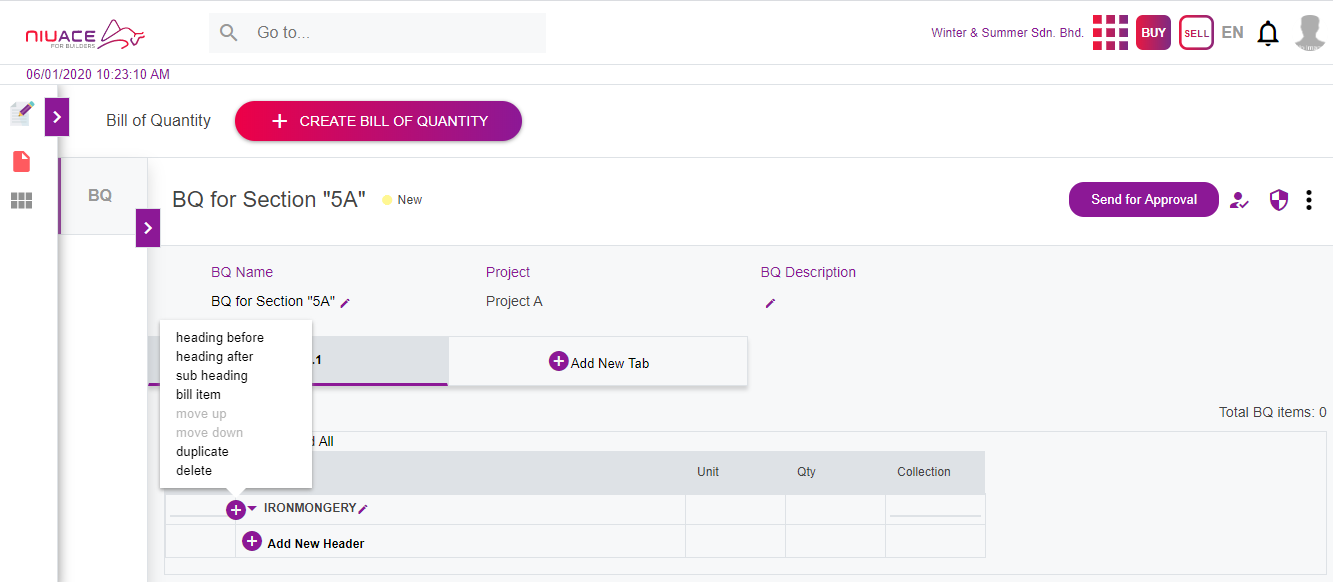 NIUACE
FOR BUILDERS
Go to...
Winter & Summer Sdn. Bhd.
BUY
SELL
EN
06/01/2020 10:23:10 AM
Bill of Quantity
+ CREATE BILL OF QUANTITY
BQ
BQ for Section "5A"
New
Send for Approval
BQ Name
Project
BQ Description
BQ for Section "5A"
Project A
heading before
heading after
sub heading
bill item
move up
move down
duplicate
delete
.1
Add New Tab
Total BQ items: 0
All
Unit
Qty
Collection
IRONMONGERY
Add New Header